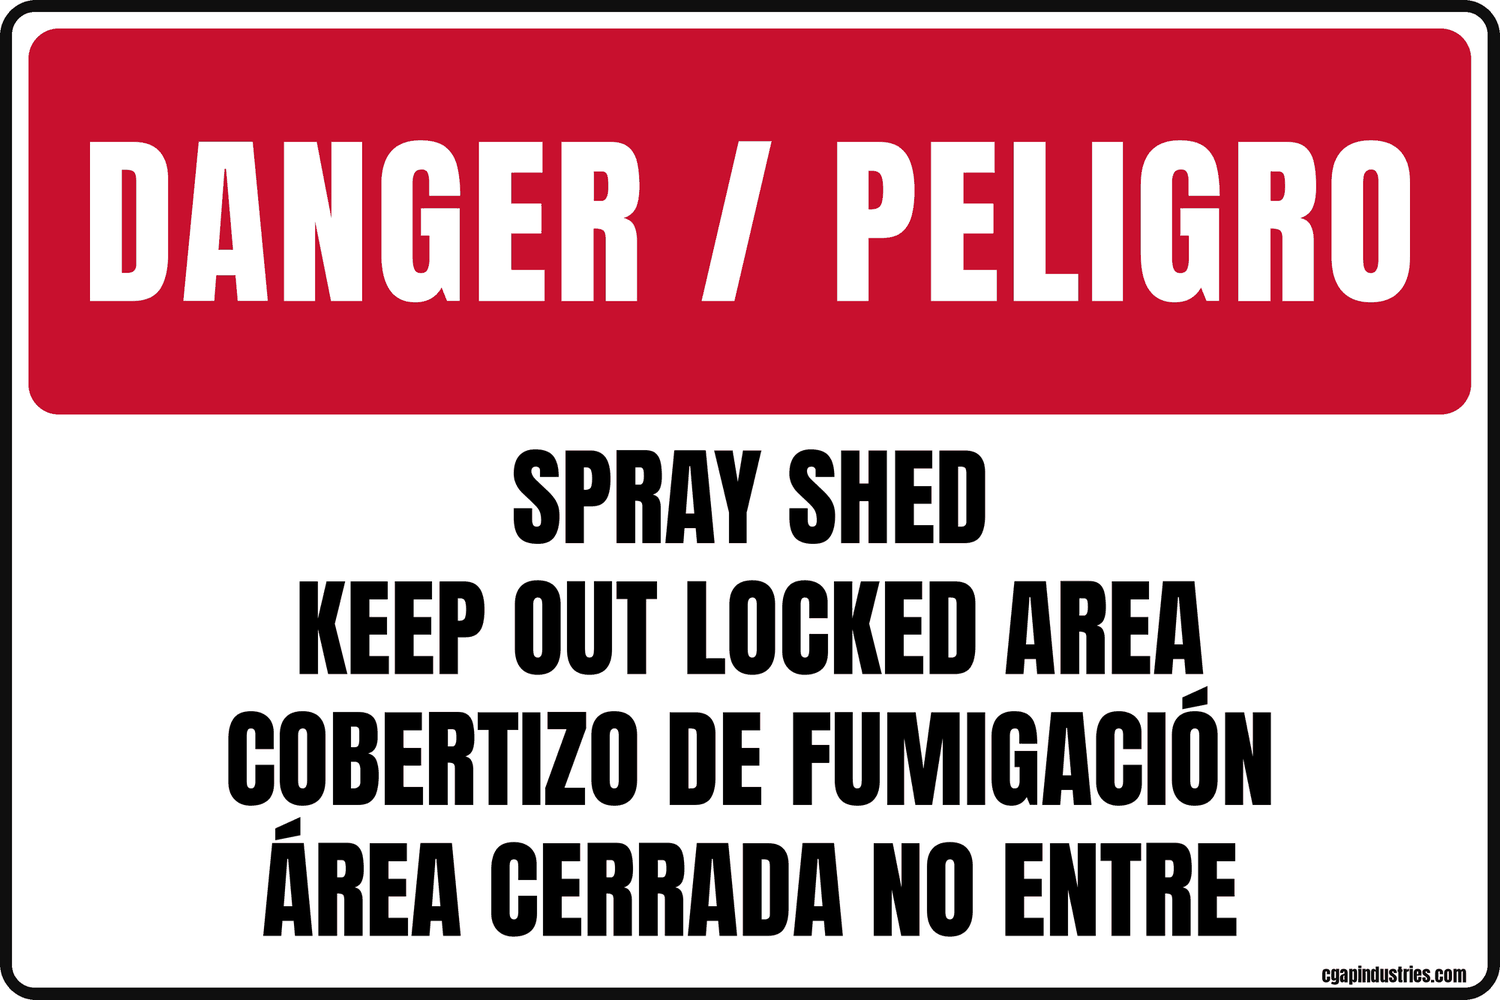 DANGER / PELIGRO
SPRAY SHED
KEEP OUT LOCKED AREA
COBERTIZO DE FUMIGACIÓN
ÁREA CERRADA NO ENTRE
cgapindustries.com